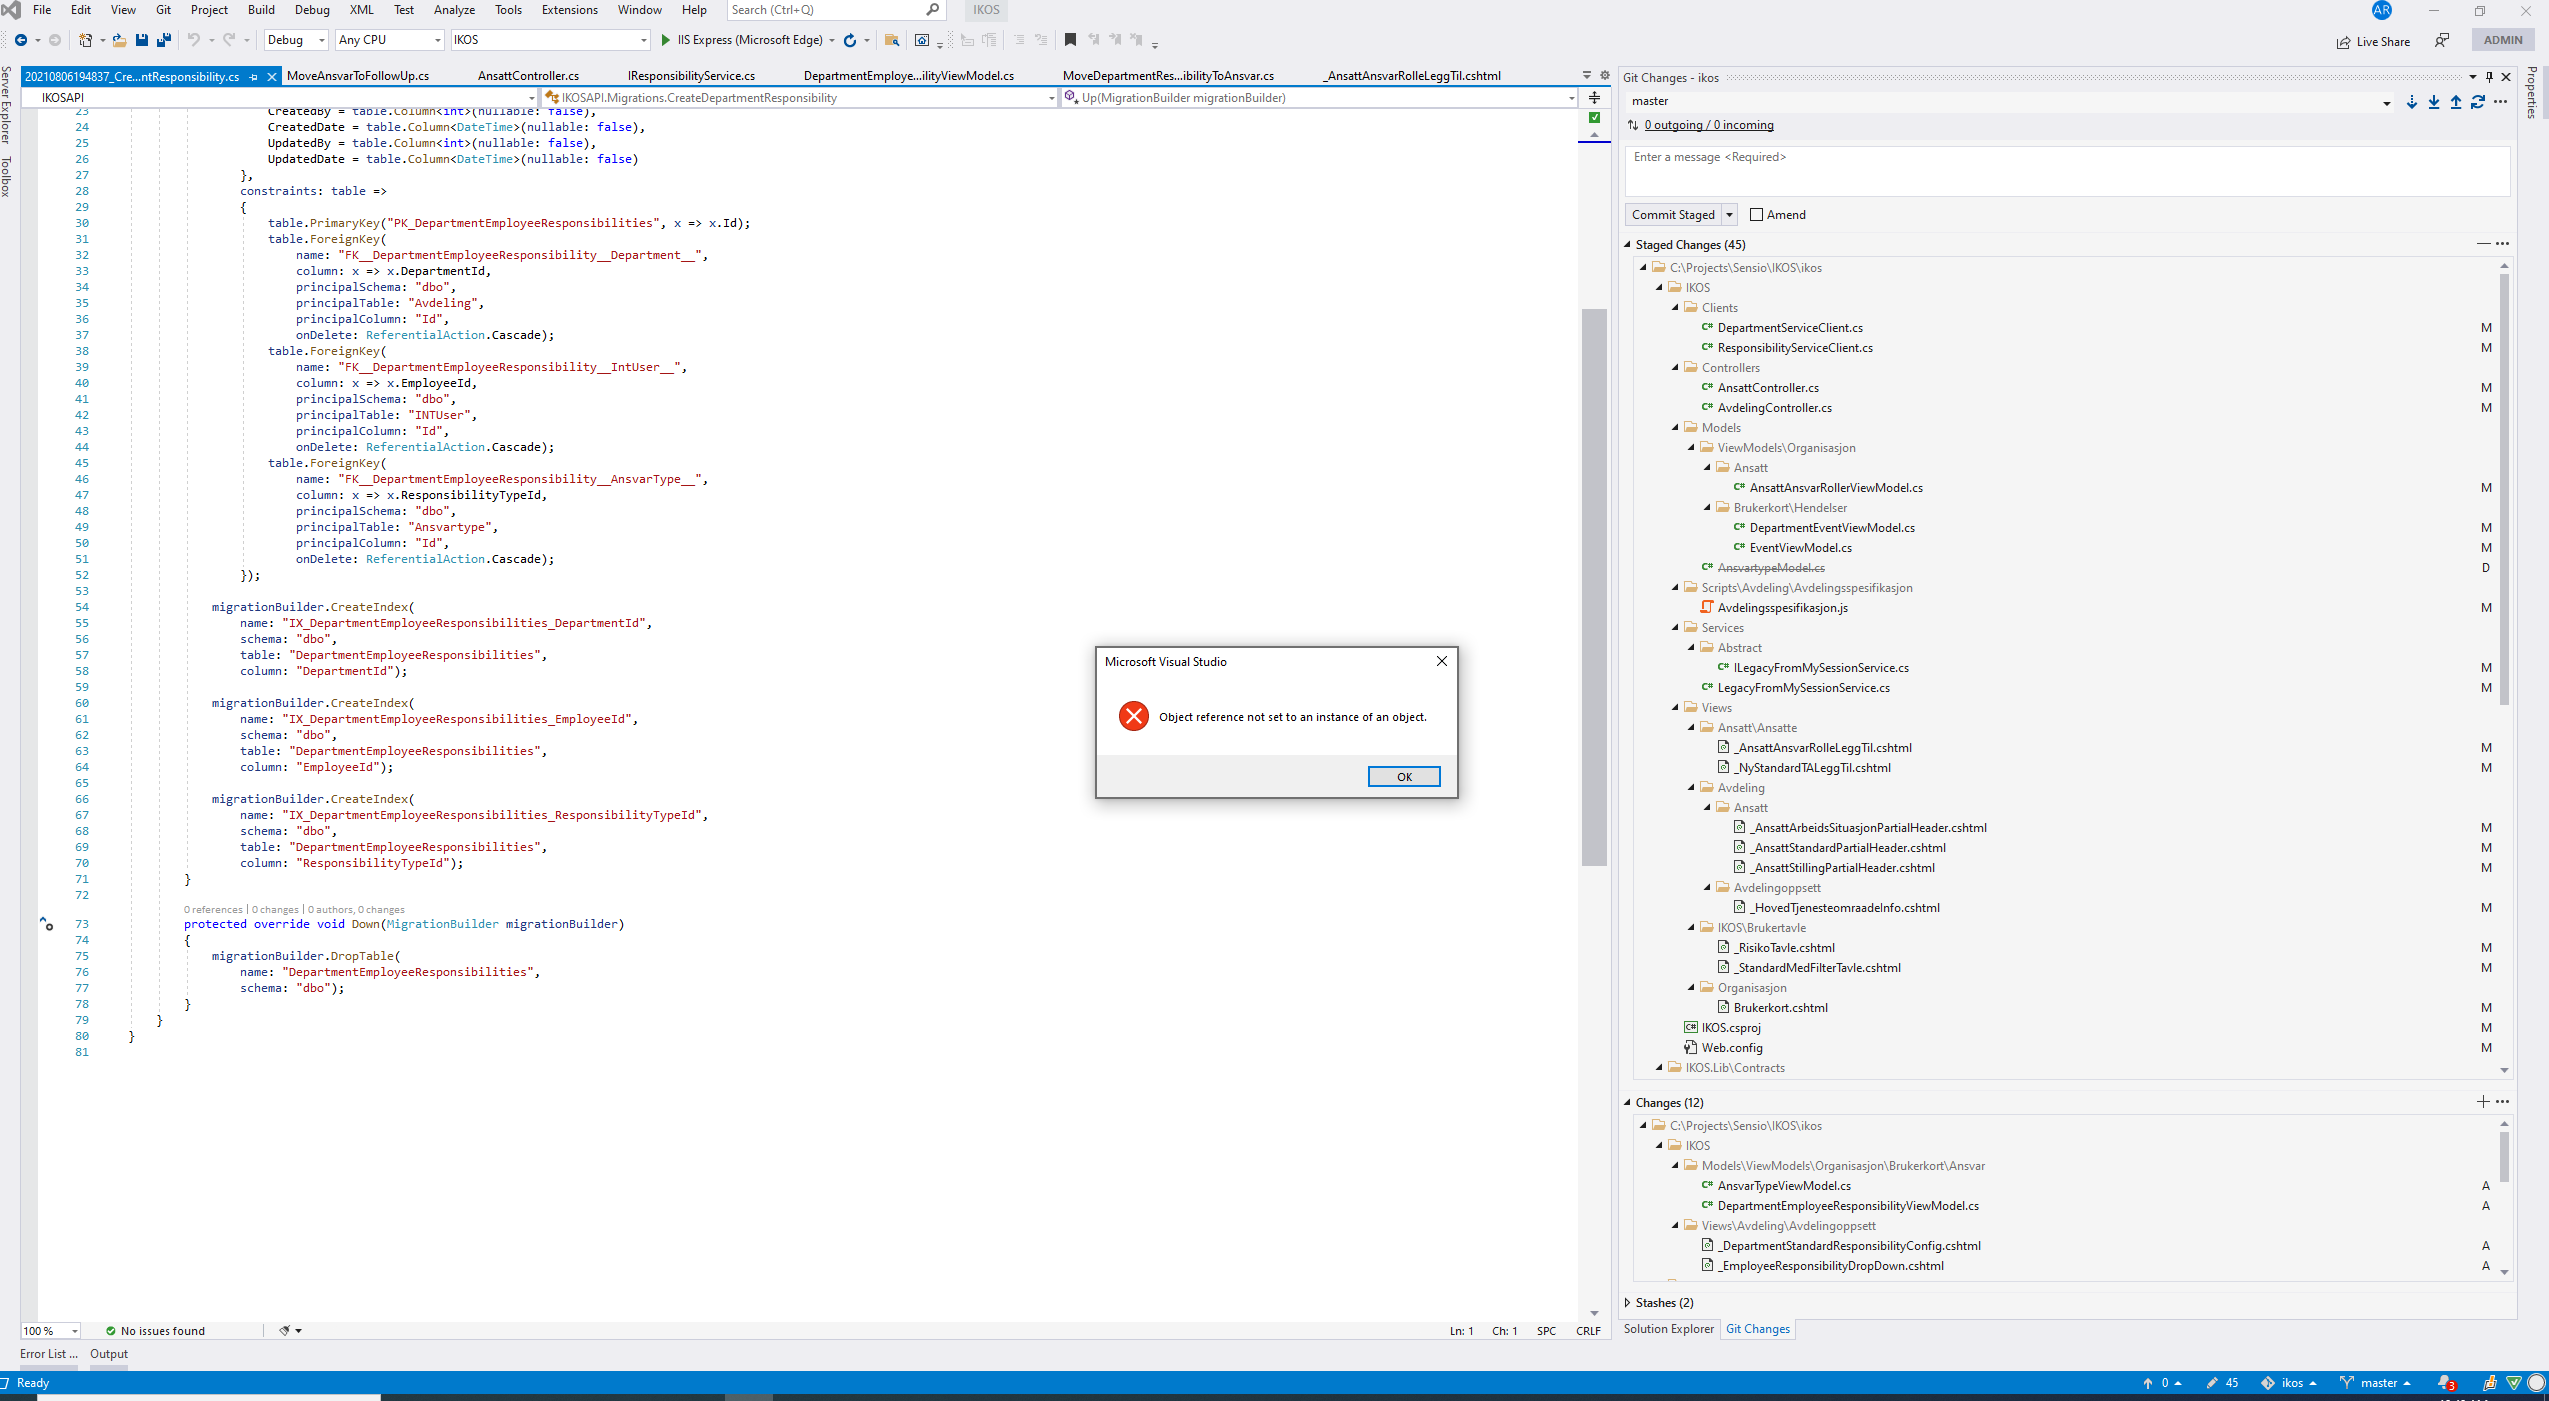 File Edit View Git Project Build Debug XML Test Analyze Tools Extensions Window Help Search (Ctrl+Q) IKOS AR
Debug Any CPU IKOS IIS Express (Microsoft Edge) Live Share ADMIN
Server Explorer
Toolbox
20210806194837_Cre...ntResponsibility.cs MoveAnsvarToFollowUp.cs AnsattController.cs IResponsibilityService.cs DepartmentEmploye...ilityViewModel.cs MoveDepartmentRes...ibilityToAnsvar.cs _AnsattAnsvarRolleLeggTil.cshtml
IKOSAPI IKOSAPI.Migrations.CreateDepartmentResponsibility Up(MigrationBuilder migrationBuilder)
23 CreatedBy = table.Column<int>(nullable: false),
24 CreatedDate = table.Column<DateTime>(nullable: false),
25 UpdatedBy = table.Column<int>(nullable: false),
26 UpdatedDate = table.Column<DateTime>(nullable: false)
27 },
28 constraints: table =>
29 {
30 table.PrimaryKey("PK_DepartmentEmployeeResponsibilities", x => x.Id);
31 table.ForeignKey(
32 name: "FK__DepartmentEmployeeResponsibility__Department__",
33 column: x => x.DepartmentId,
34 principalSchema: "dbo",
35 principalTable: "Avdeling",
36 principalColumn: "Id",
37 onDelete: ReferentialAction.Cascade);
38 table.ForeignKey(
39 name: "FK__DepartmentEmployeeResponsibility__IntUser__",
40 column: x => x.EmployeeId,
41 principalSchema: "dbo",
42 principalTable: "INTUser",
43 principalColumn: "Id",
44 onDelete: ReferentialAction.Cascade);
45 table.ForeignKey(
46 name: "FK__DepartmentEmployeeResponsibility__AnsvarType__",
47 column: x => x.ResponsibilityTypeId,
48 principalSchema: "dbo",
49 principalTable: "Ansvartype",
50 principalColumn: "Id",
51 onDelete: ReferentialAction.Cascade);
52 });
53
54 migrationBuilder.CreateIndex(
55 name: "IX_DepartmentEmployeeResponsibilities_DepartmentId",
56 schema: "dbo",
57 table: "DepartmentEmployeeResponsibilities",
58 column: "DepartmentId");
59
60 migrationBuilder.CreateIndex(
61 name: "IX_DepartmentEmployeeResponsibilities_EmployeeId",
62 schema: "dbo",
63 table: "DepartmentEmployeeResponsibilities",
64 column: "EmployeeId");
65
66 migrationBuilder.CreateIndex(
67 name: "IX_DepartmentEmployeeResponsibilities_ResponsibilityTypeId",
68 schema: "dbo",
69 table: "DepartmentEmployeeResponsibilities",
70 column: "ResponsibilityTypeId");
71 }
72
0 references | 0 changes | 0 authors, 0 changes
73 protected override void Down(MigrationBuilder migrationBuilder)
74 {
75 migrationBuilder.DropTable(
76 name: "DepartmentEmployeeResponsibilities",
77 schema: "dbo");
78 }
79 }
80 }
81
Microsoft Visual Studio
Object reference not set to an instance of an object.
OK
100 % No issues found Ln: 1 Ch: 1 SPC CRLF
Error List ... Output
Git Changes - ikos
Properties
master
0 outgoing / 0 incoming
Enter a message <Required>
Commit Staged Amend
Staged Changes (45)
C:\Projects\Sensio\IKOS\ikos
IKOS
Clients
DepartmentServiceClient.cs M
ResponsibilityServiceClient.cs M
Controllers
AnsattController.cs M
AvdelingController.cs M
Models
ViewModels\Organisasjon
Ansatt
AnsattAnsvarRollerViewModel.cs M
Brukerkort\Hendelser
DepartmentEventViewModel.cs M
EventViewModel.cs M
AnsvartypeModel.cs D
Scripts\Avdeling\Avdelingsspesifikasjon
Avdelingsspesifikasjon.js M
Services
Abstract
ILegacyFromMySessionService.cs M
LegacyFromMySessionService.cs M
Views
Ansatt\Ansatte
_AnsattAnsvarRolleLeggTil.cshtml M
_NyStandardTALeggTil.cshtml M
Avdeling
Ansatt
_AnsattArbeidsSituasjonPartialHeader.cshtml M
_AnsattStandardPartialHeader.cshtml M
_AnsattStillingPartialHeader.cshtml M
Avdelingoppsett
_HovedTjenesteomraadeInfo.cshtml M
IKOS\Brukertavle
_RisikoTavle.cshtml M
_StandardMedFilterTavle.cshtml M
Organisasjon
Brukerkort.cshtml M
IKOS.csproj M
Web.config M
IKOS.Lib\Contracts
Changes (12)
C:\Projects\Sensio\IKOS\ikos
IKOS
Models\ViewModels\Organisasjon\Brukerkort\Ansvar
AnsvarTypeViewModel.cs A
DepartmentEmployeeResponsibilityViewModel.cs A
Views\Avdeling\Avdelingoppsett
_DepartmentStandardResponsibilityConfig.cshtml A
_EmployeeResponsibilityDropDown.cshtml A
Stashes (2)
Solution Explorer Git Changes
Ready 0 45 ikos master 3